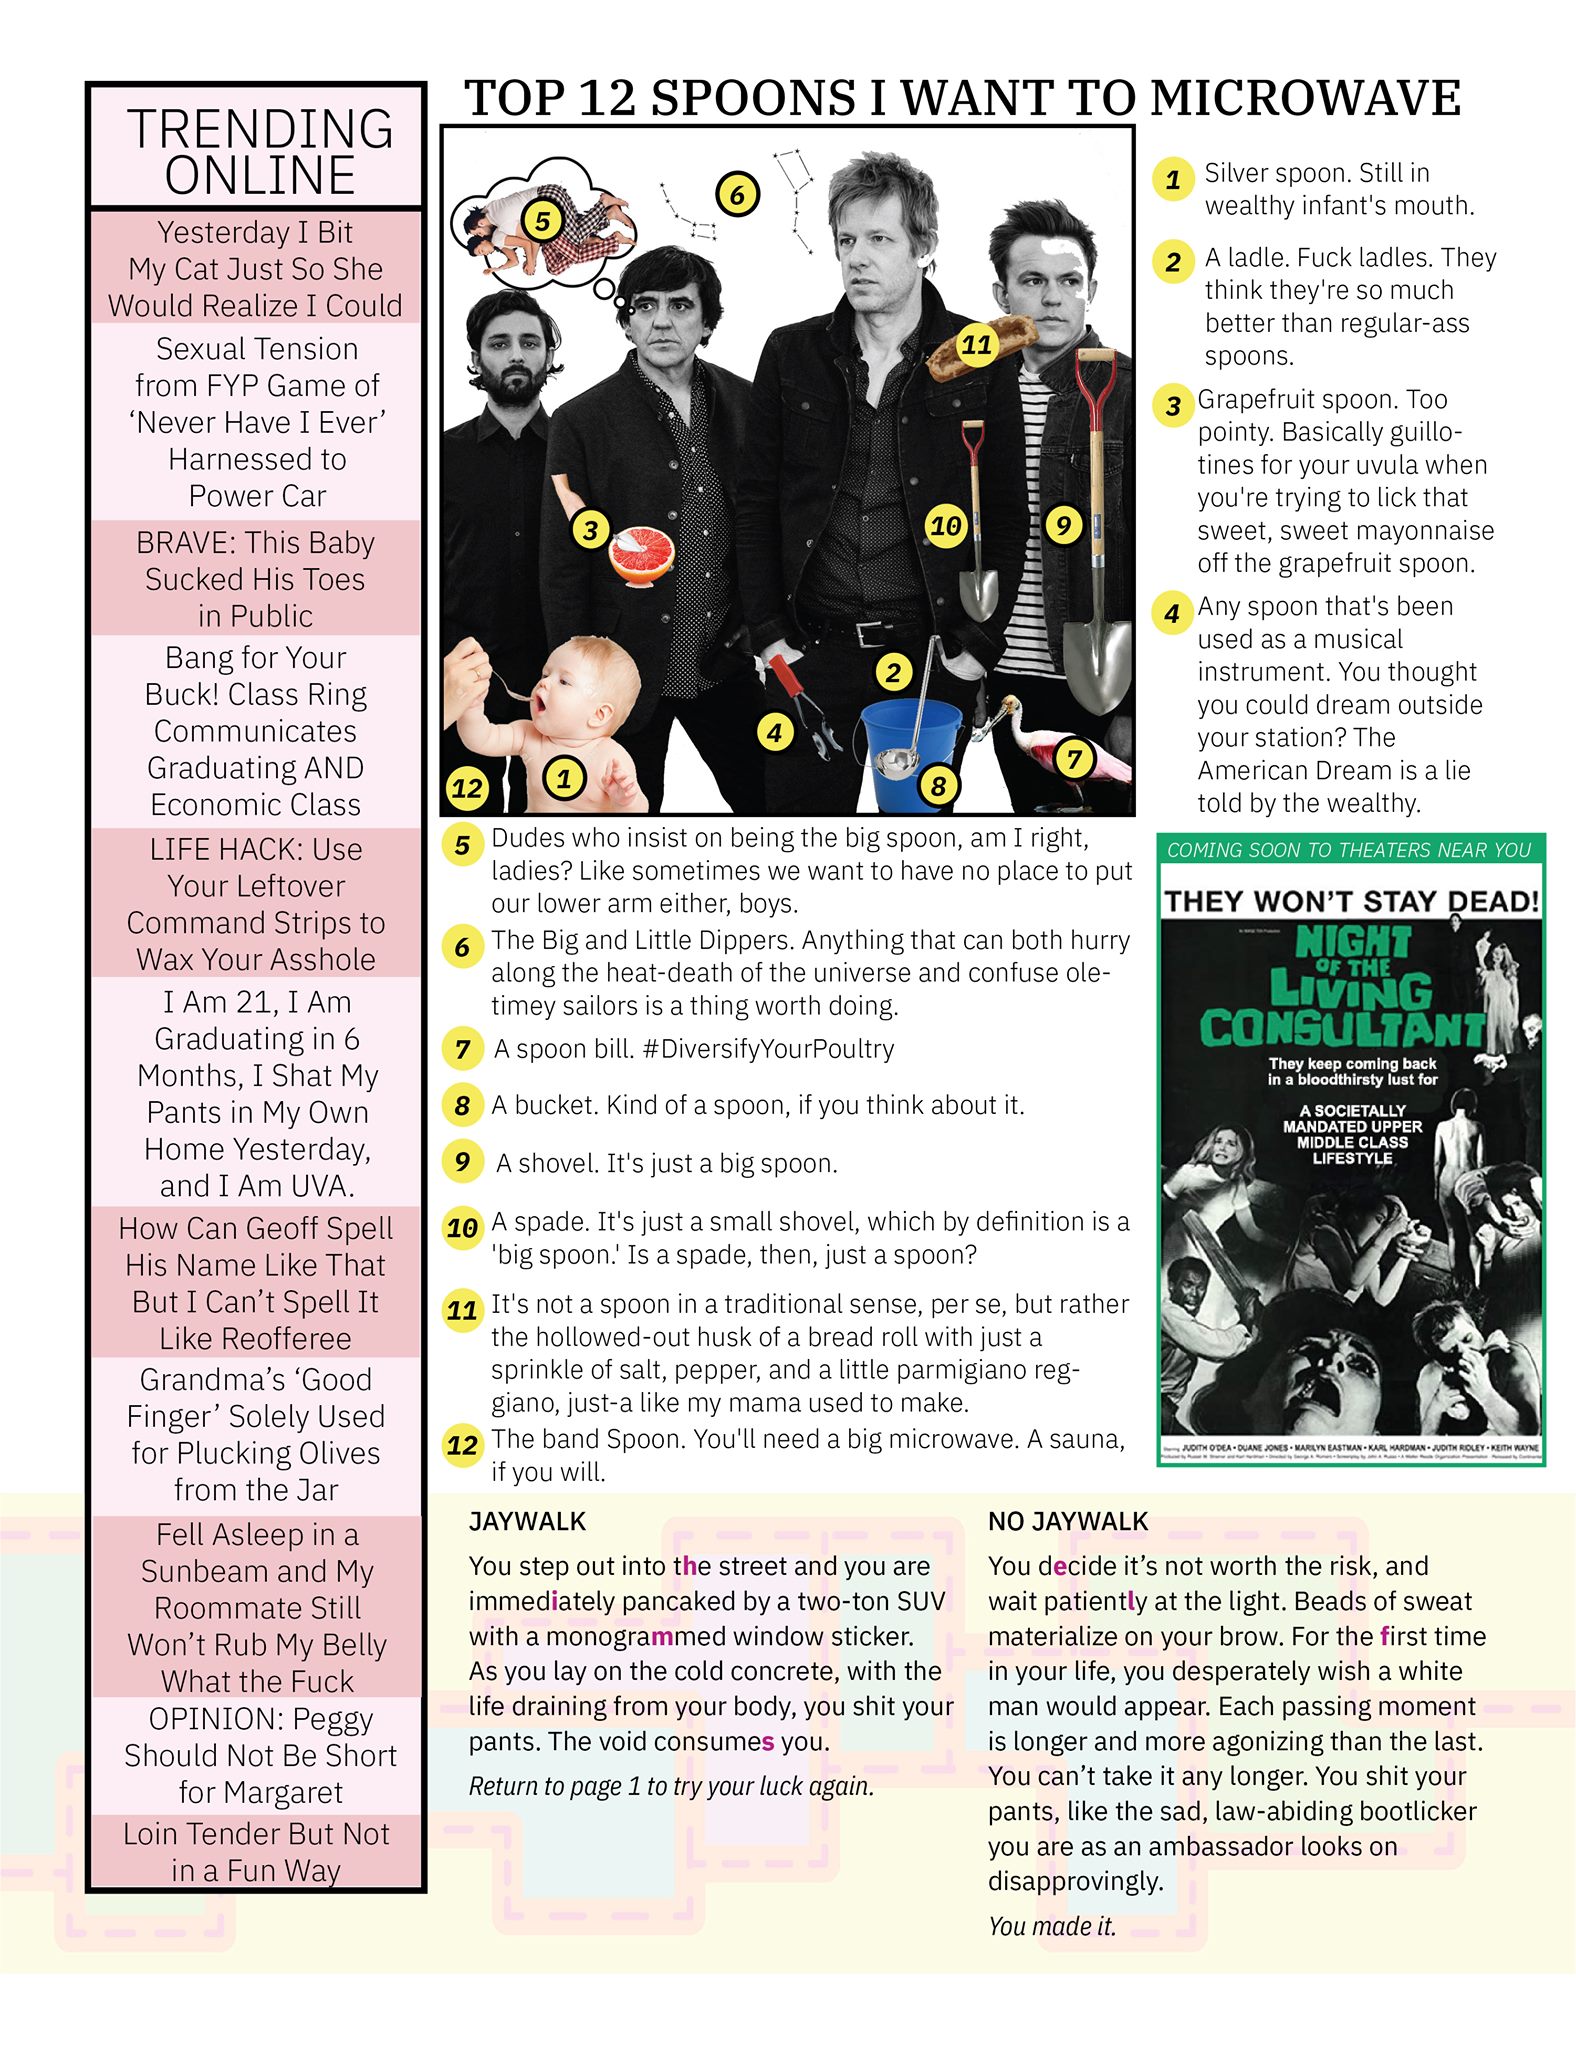 TRENDING
ONLINE
Yesterday I Bit
My Cat Just So She
Would Realize I Could
Sexual Tension
from FYP Game of
‘Never Have I Ever’
Harnessed to
Power Car
BRAVE: This Baby
Sucked His Toes
in Public
Bang for Your
Buck! Class Ring
Communicates
Graduating AND
Economic Class
LIFE HACK: Use
Your Leftover
Command Strips to
Wax Your Asshole
I Am 21, I Am
Graduating in 6
Months, I Shat My
Pants in My Own
Home Yesterday,
and I Am UVA.
How Can Geoff Spell
His Name Like That
But I Can’t Spell It
Like Reofferee
Grandma’s ‘Good
Finger’ Solely Used
for Plucking Olives
from the Jar
Fell Asleep in a
Sunbeam and My
Roommate Still
Won’t Rub My Belly
What the Fuck
OPINION: Peggy
Should Not Be Short
for Margaret
Loin Tender But Not
in a Fun Way
TOP 12 SPOONS I WANT TO MICROWAVE
5
6
11
3
10
9
2
4
7
12
1
8
1 Silver spoon. Still in
wealthy infant's mouth.
2 A ladle. Fuck ladles. They
think they're so much
better than regular-ass
spoons.
3 Grapefruit spoon. Too
pointy. Basically guillo-
tines for your uvula when
you're trying to lick that
sweet, sweet mayonnaise
off the grapefruit spoon.
4 Any spoon that's been
used as a musical
instrument. You thought
you could dream outside
your station? The
American Dream is a lie
told by the wealthy.
5 Dudes who insist on being the big spoon, am I right,
ladies? Like sometimes we want to have no place to put
our lower arm either, boys.
6 The Big and Little Dippers. Anything that can both hurry
along the heat-death of the universe and confuse ole-
timey sailors is a thing worth doing.
7 A spoon bill. #DiversifyYourPoultry
8 A bucket. Kind of a spoon, if you think about it.
9 A shovel. It's just a big spoon.
10 A spade. It's just a small shovel, which by definition is a
'big spoon.' Is a spade, then, just a spoon?
11 It's not a spoon in a traditional sense, per se, but rather
the hollowed-out husk of a bread roll with just a
sprinkle of salt, pepper, and a little parmigiano reg-
giano, just-a like my mama used to make.
12 The band Spoon. You'll need a big microwave. A sauna,
if you will.
COMING SOON TO THEATERS NEAR YOU
THEY WON'T STAY DEAD!
NIGHT
OF THE
LIVING
CONSULTANT
They keep coming back
in a bloodthirsty lust for
A SOCIETALLY
MANDATED UPPER
MIDDLE CLASS
LIFESTYLE
Starring JUDITH O'DEA • DUANE JONES • MARILYN EASTMAN • KARL HARDMAN • JUDITH RIDLEY • KEITH WAYNE
JAYWALK
You step out into the street and you are
immediately pancaked by a two-ton SUV
with a monogrammed window sticker.
As you lay on the cold concrete, with the
life draining from your body, you shit your
pants. The void consumes you.
Return to page 1 to try your luck again.
NO JAYWALK
You decide it’s not worth the risk, and
wait patiently at the light. Beads of sweat
materialize on your brow. For the first time
in your life, you desperately wish a white
man would appear. Each passing moment
is longer and more agonizing than the last.
You can’t take it any longer. You shit your
pants, like the sad, law-abiding bootlicker
you are as an ambassador looks on
disapprovingly.
You made it.